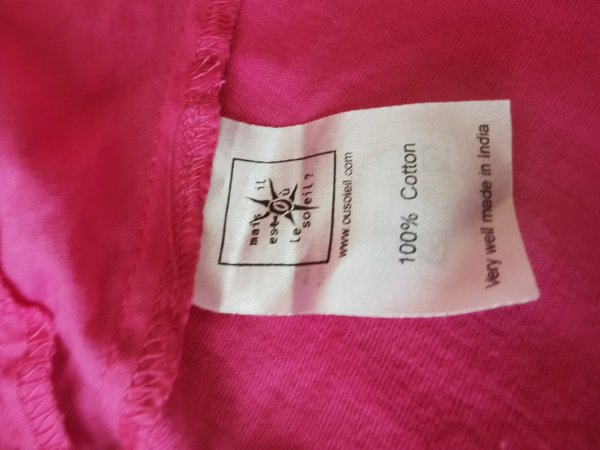 mais il
est où
le soleil?
www.ousoleil.com
100% Cotton
Very well made in India